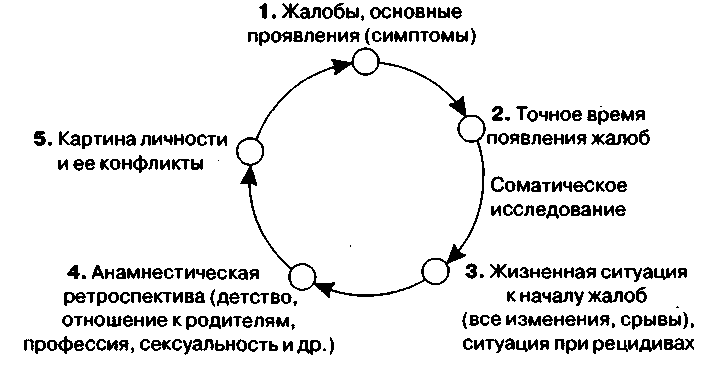 1. Жалобы, основные
проявления (симптомы)
2. Точное время
появления жалоб
Соматическое
исследование
3. Жизненная ситуация
к началу жалоб
(все изменения, срывы),
ситуация при рецидивах
4. Анамнестическая
ретроспектива (детство,
отношение к родителям,
профессия, сексуальность и др.)
5. Картина личности
и ее конфликты